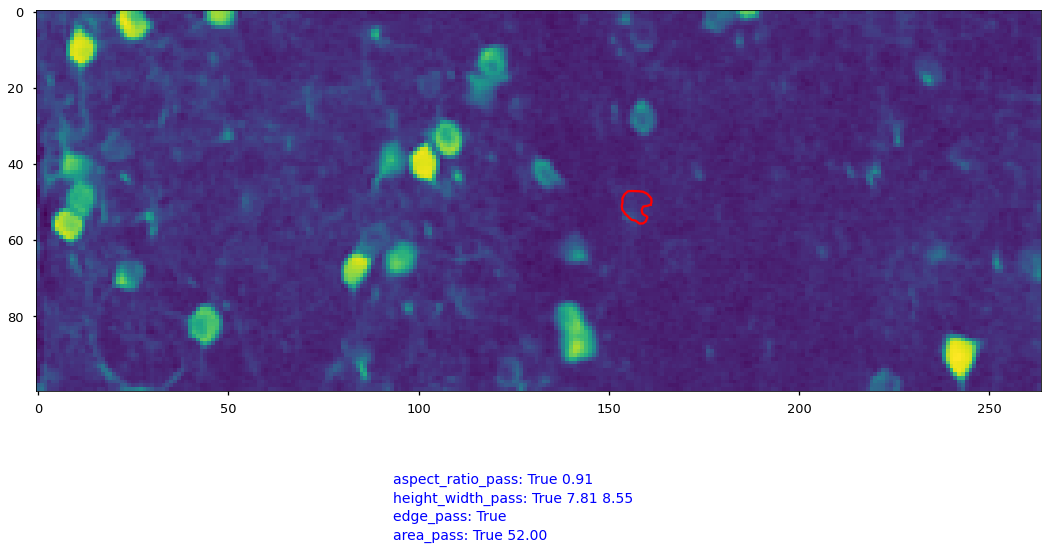 0
20
40
60
80
0 50 100 150 200 250
aspect_ratio_pass: True 0.91
height_width_pass: True 7.81 8.55
edge_pass: True
area_pass: True 52.00